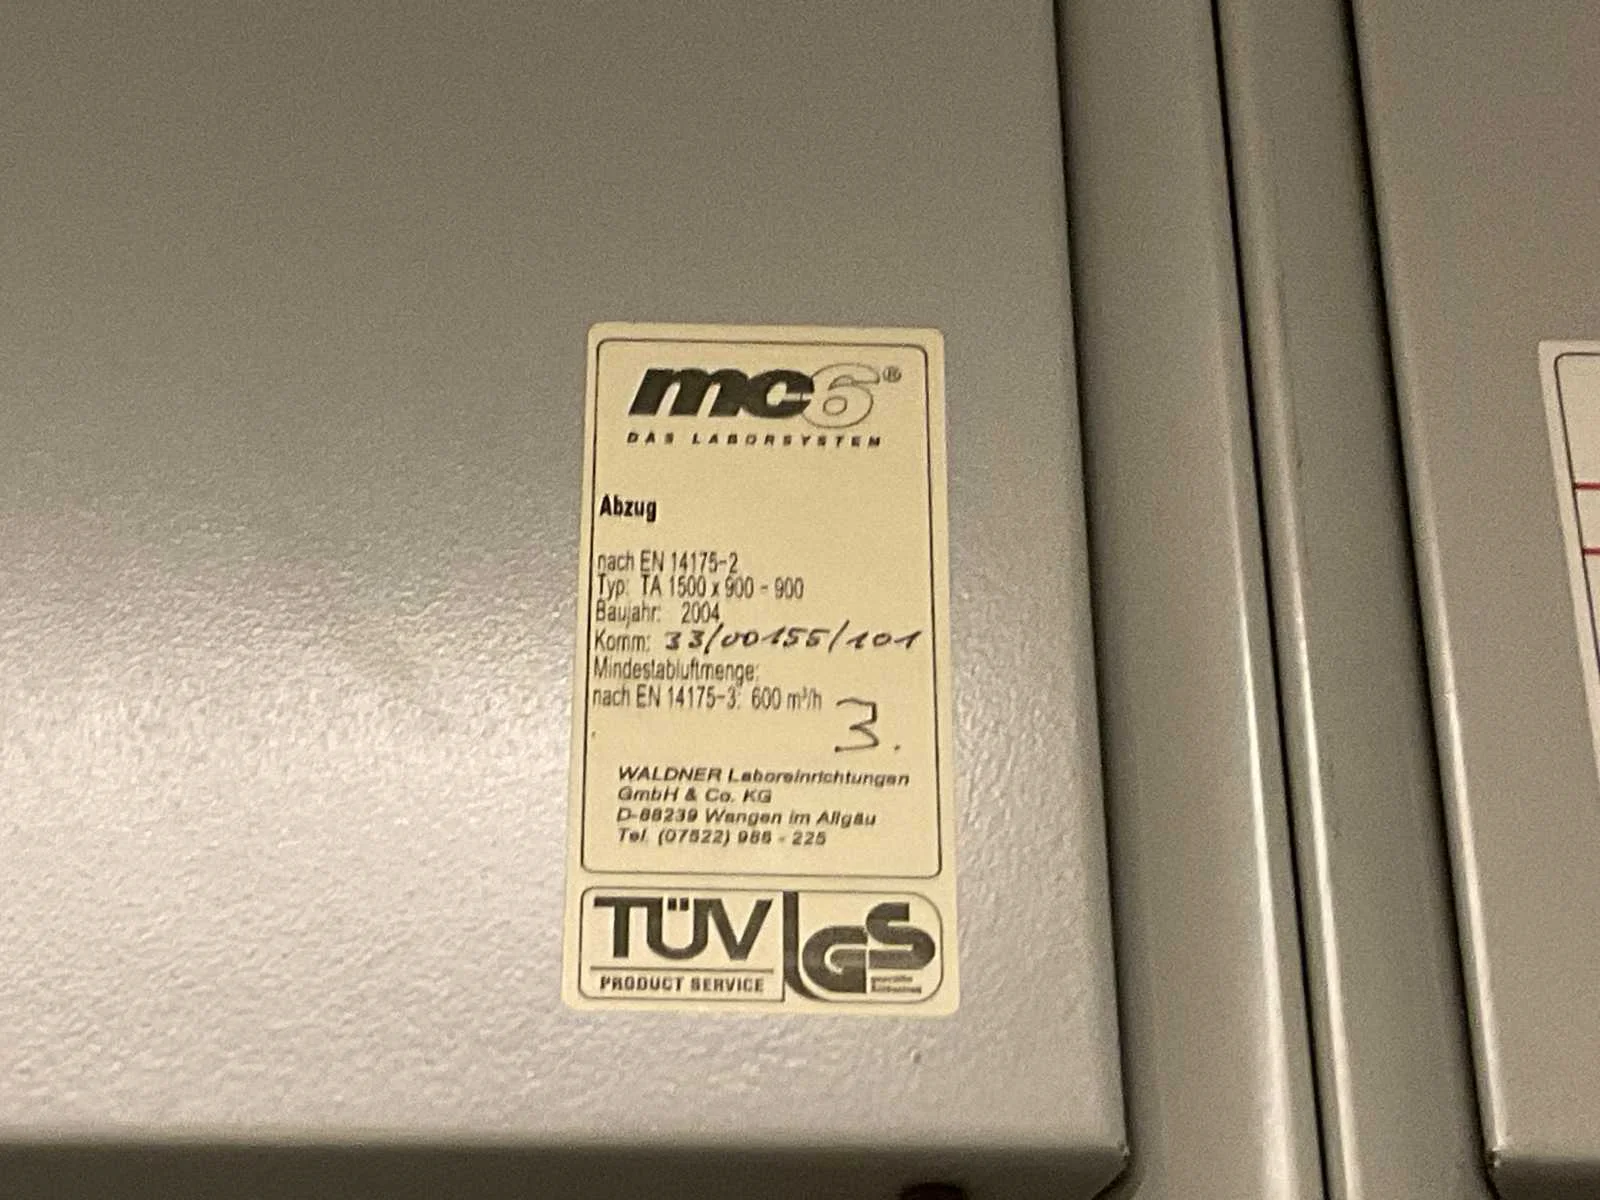 mc6®
DAS LABORSYSTEM
Abzug
nach EN 14175-2
Typ: TA 1500 x 900 - 900
Baujahr: 2004
Komm: 33/00155/101
Mindestabluftmenge:
nach EN 14175-3: 600 m³/h
3.
WALDNER Laboreinrichtungen
GmbH & Co. KG
D-88239 Wangen im Allgäu
Tel. (07522) 986 - 225
TÜV GS
PRODUCT SERVICE